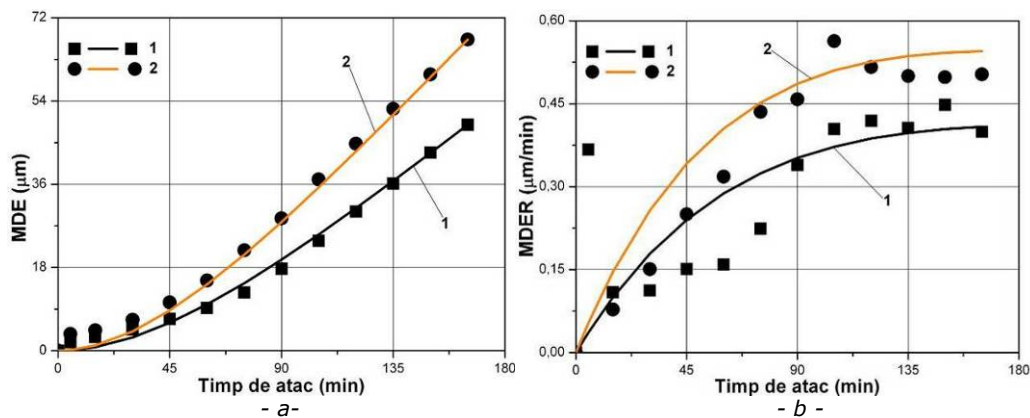 72
54
36
18
0
MDE (μm)
1
2
2
1
0 45 90 135 180
Timp de atac (min)
- a-
0,60
0,45
0,30
0,15
0,00
MDER (μm/min)
1
2
2
1
0 45 90 135 180
Timp de atac (min)
- b -